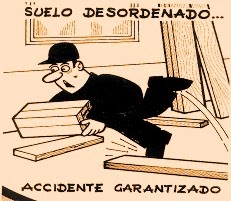 SUELO DESORDENADO...
ACCIDENTE GARANTIZADO